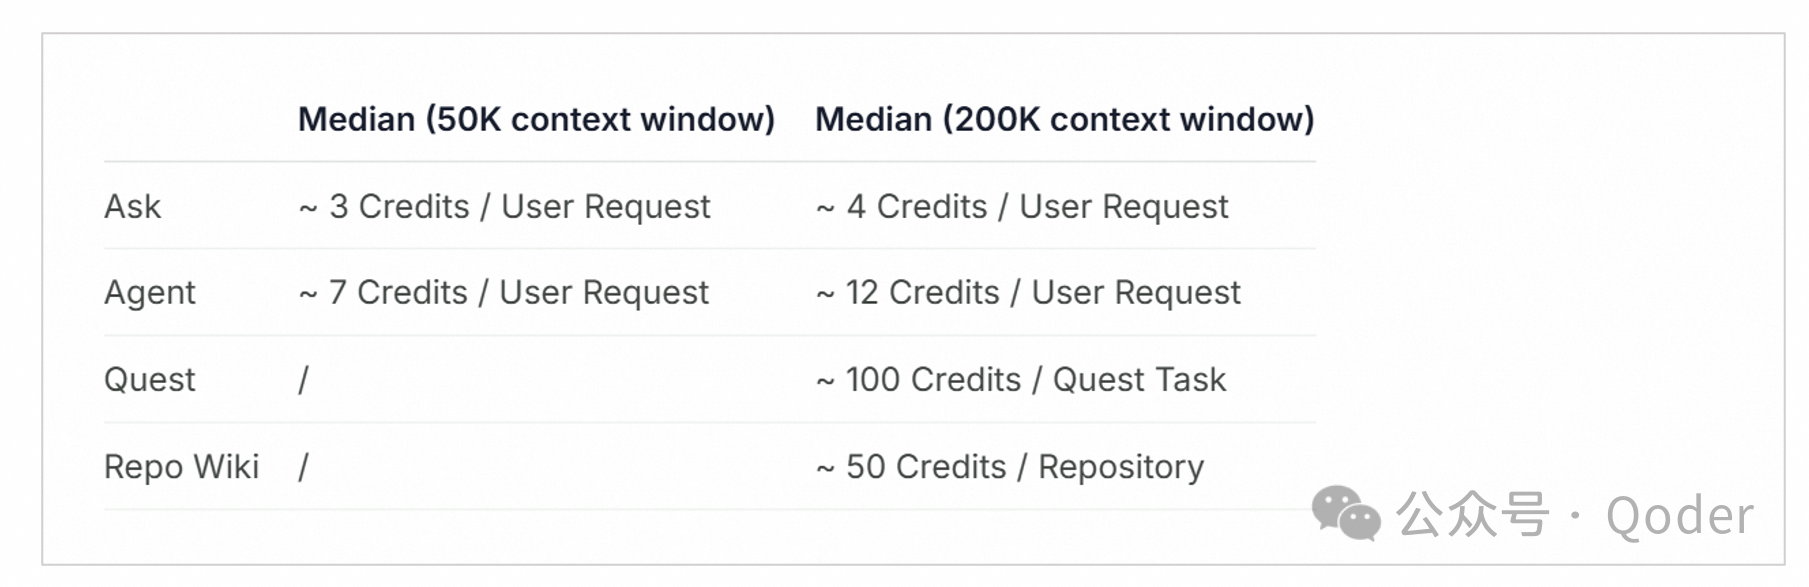 Median (50K context window) Median (200K context window)
Ask ~ 3 Credits / User Request ~ 4 Credits / User Request
Agent ~ 7 Credits / User Request ~ 12 Credits / User Request
Quest / ~ 100 Credits / Quest Task
Repo Wiki / ~ 50 Credits / Repository
公众号 · Qoder